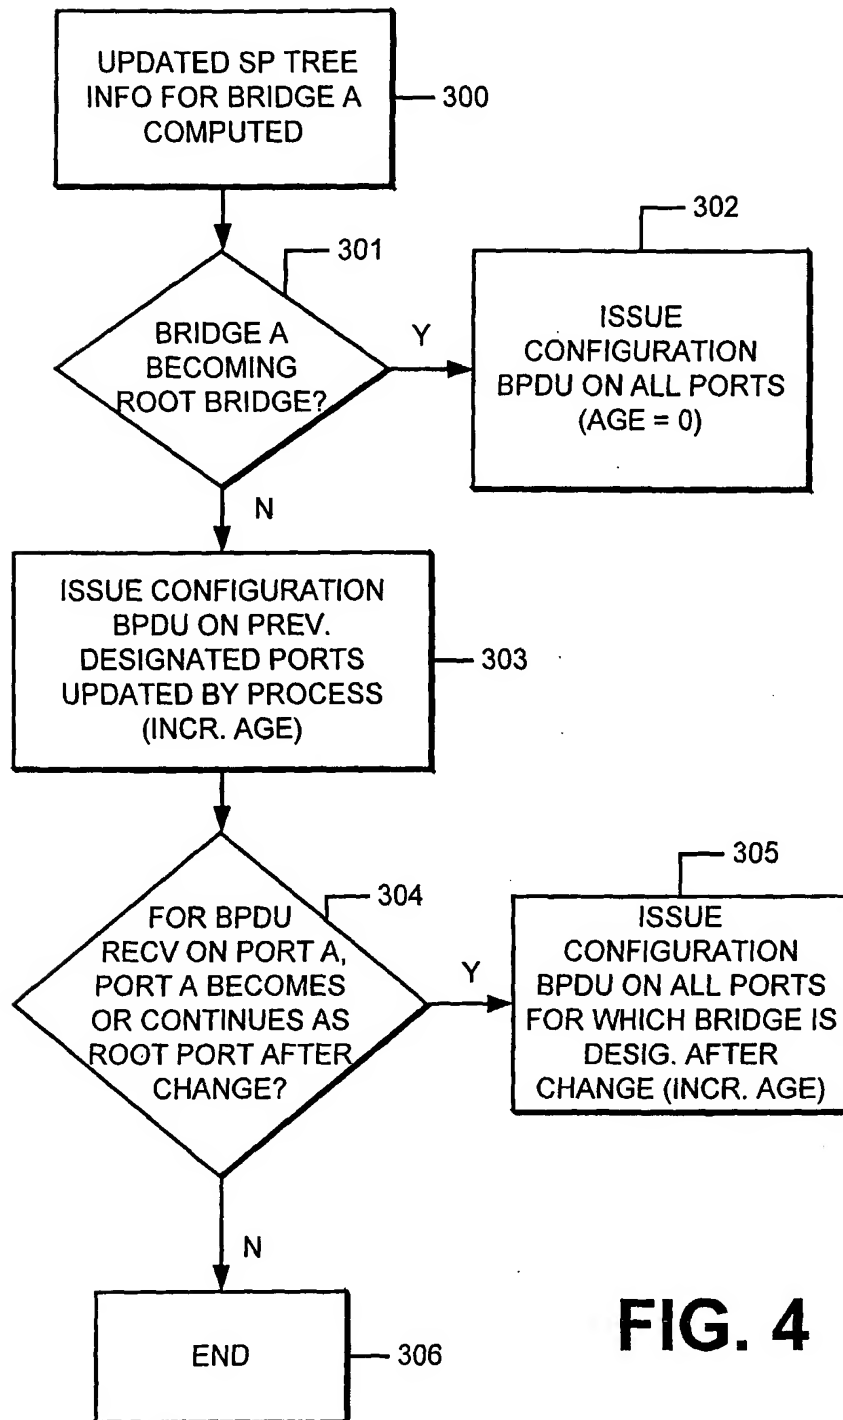 UPDATED SP TREE
INFO FOR BRIDGE A
COMPUTED
300
301
BRIDGE A
BECOMING
ROOT BRIDGE?
Y
302
ISSUE
CONFIGURATION
BPDU ON ALL PORTS
(AGE = 0)
N
ISSUE CONFIGURATION
BPDU ON PREV.
DESIGNATED PORTS
UPDATED BY PROCESS
(INCR. AGE)
303
304
FOR BPDU
RECV ON PORT A,
PORT A BECOMES
OR CONTINUES AS
ROOT PORT AFTER
CHANGE?
Y
305
ISSUE
CONFIGURATION
BPDU ON ALL PORTS
FOR WHICH BRIDGE IS
DESIG. AFTER
CHANGE (INCR. AGE)
N
END
306
FIG. 4